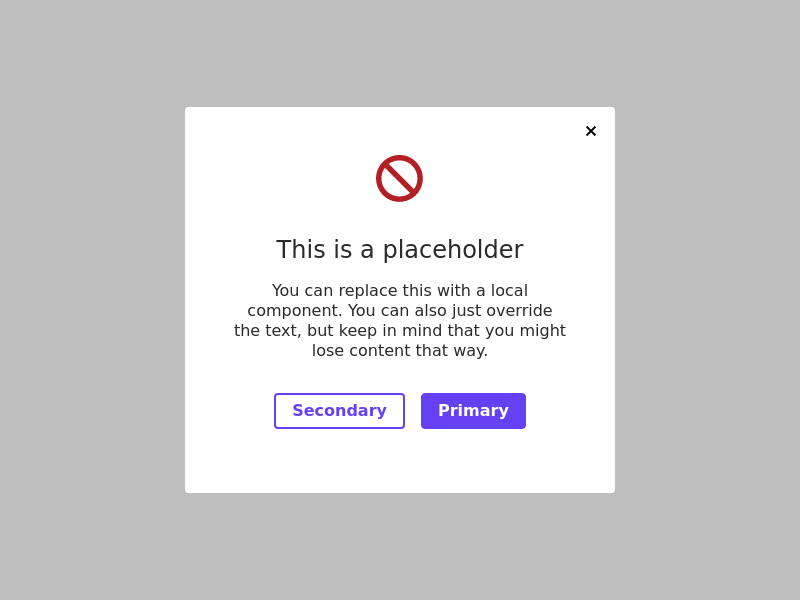 This is a placeholder
You can replace this with a local
component. You can also just override
the text, but keep in mind that you might
lose content that way.
Secondary
Primary